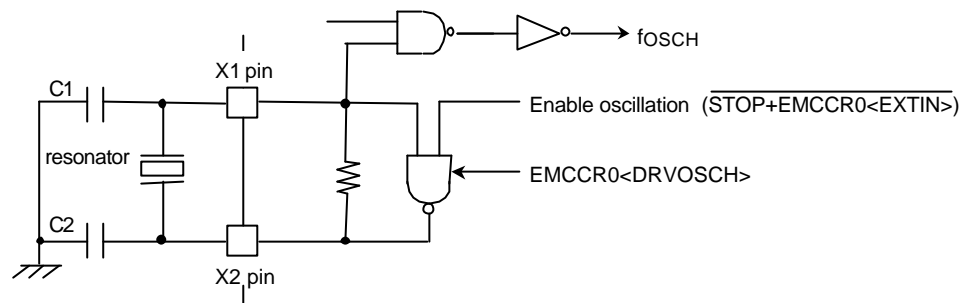 fOSCH
X1 pin
C1
Enable oscillation (STOP+EMCCR0<EXTIN>)
resonator
EMCCR0<DRVOSCH>
C2
X2 pin